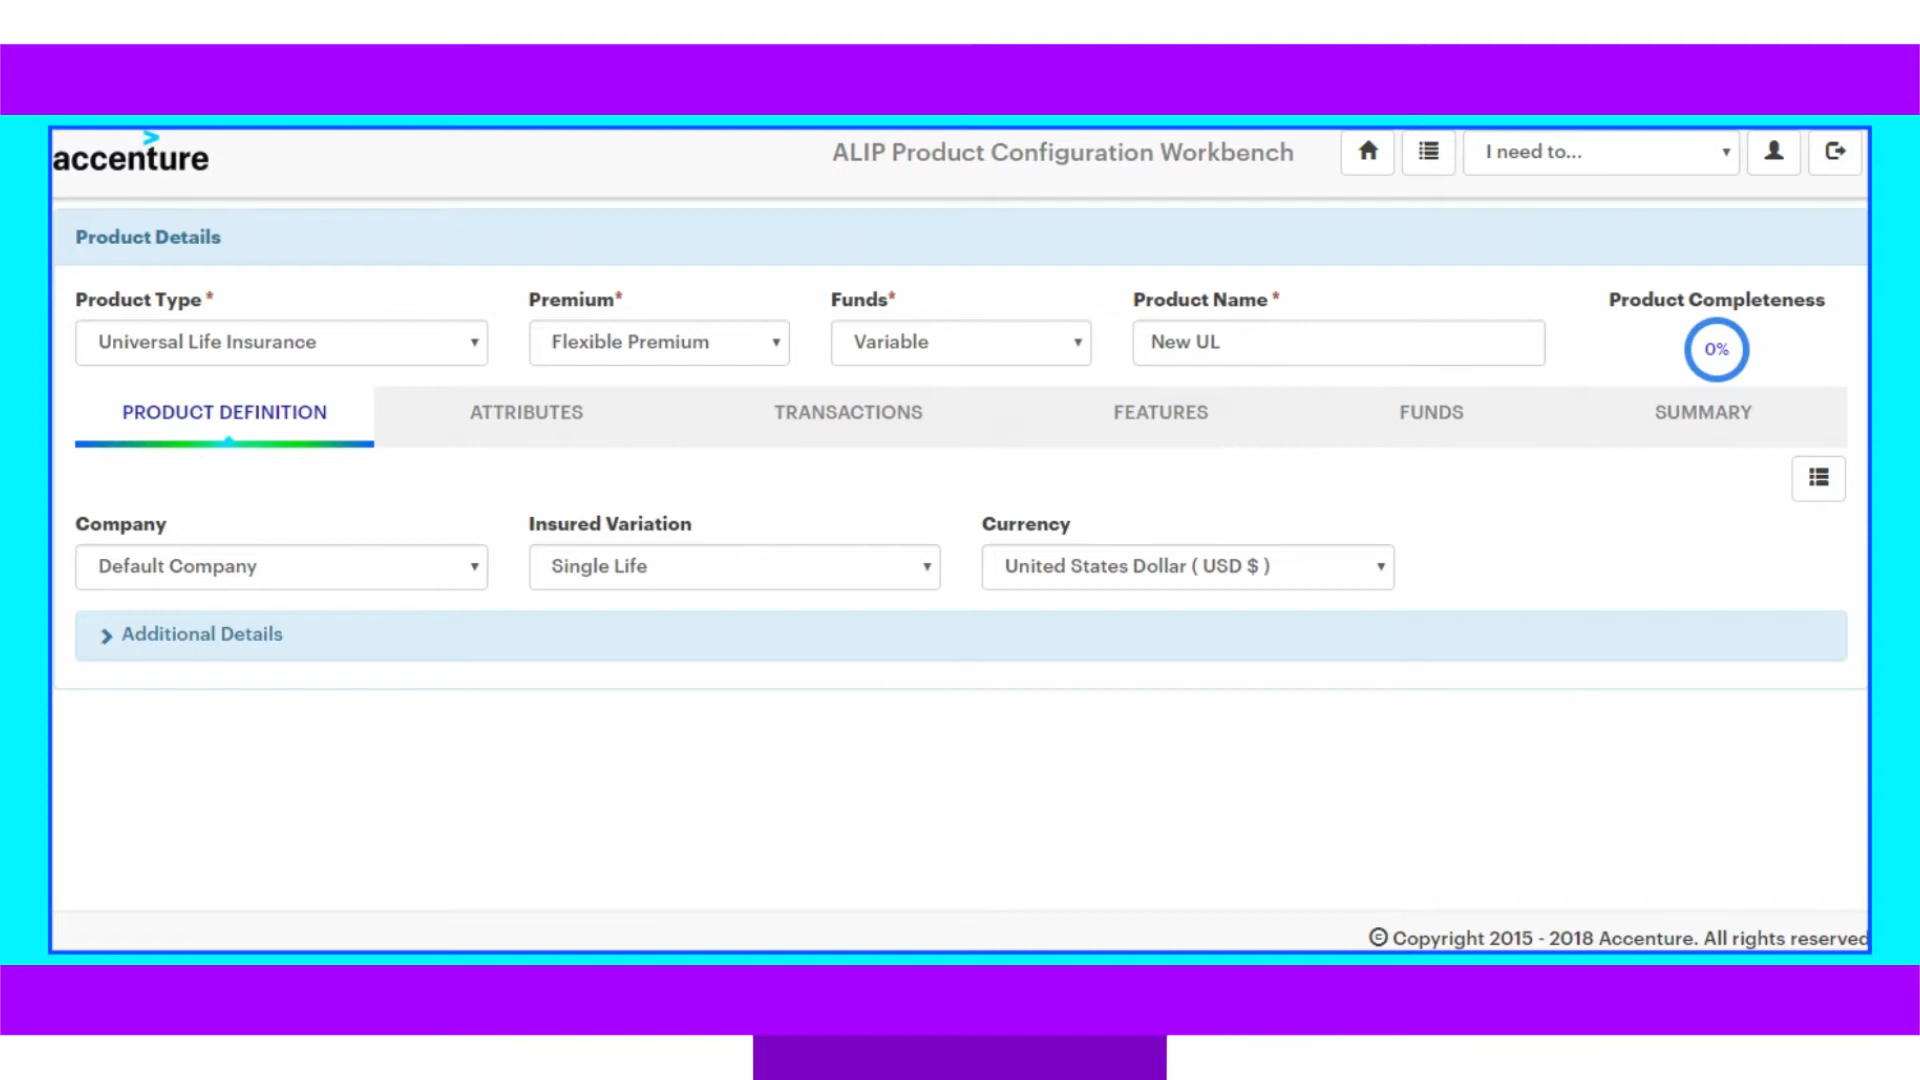 accenture
ALIP Product Configuration Workbench
I need to...
Product Details
Product Type * Premium* Funds* Product Name * Product Completeness
Universal Life Insurance Flexible Premium Variable New UL 0%
PRODUCT DEFINITION ATTRIBUTES TRANSACTIONS FEATURES FUNDS SUMMARY
Company Insured Variation Currency
Default Company Single Life United States Dollar ( USD $ )
Additional Details
© Copyright 2015 - 2018 Accenture. All rights reserved